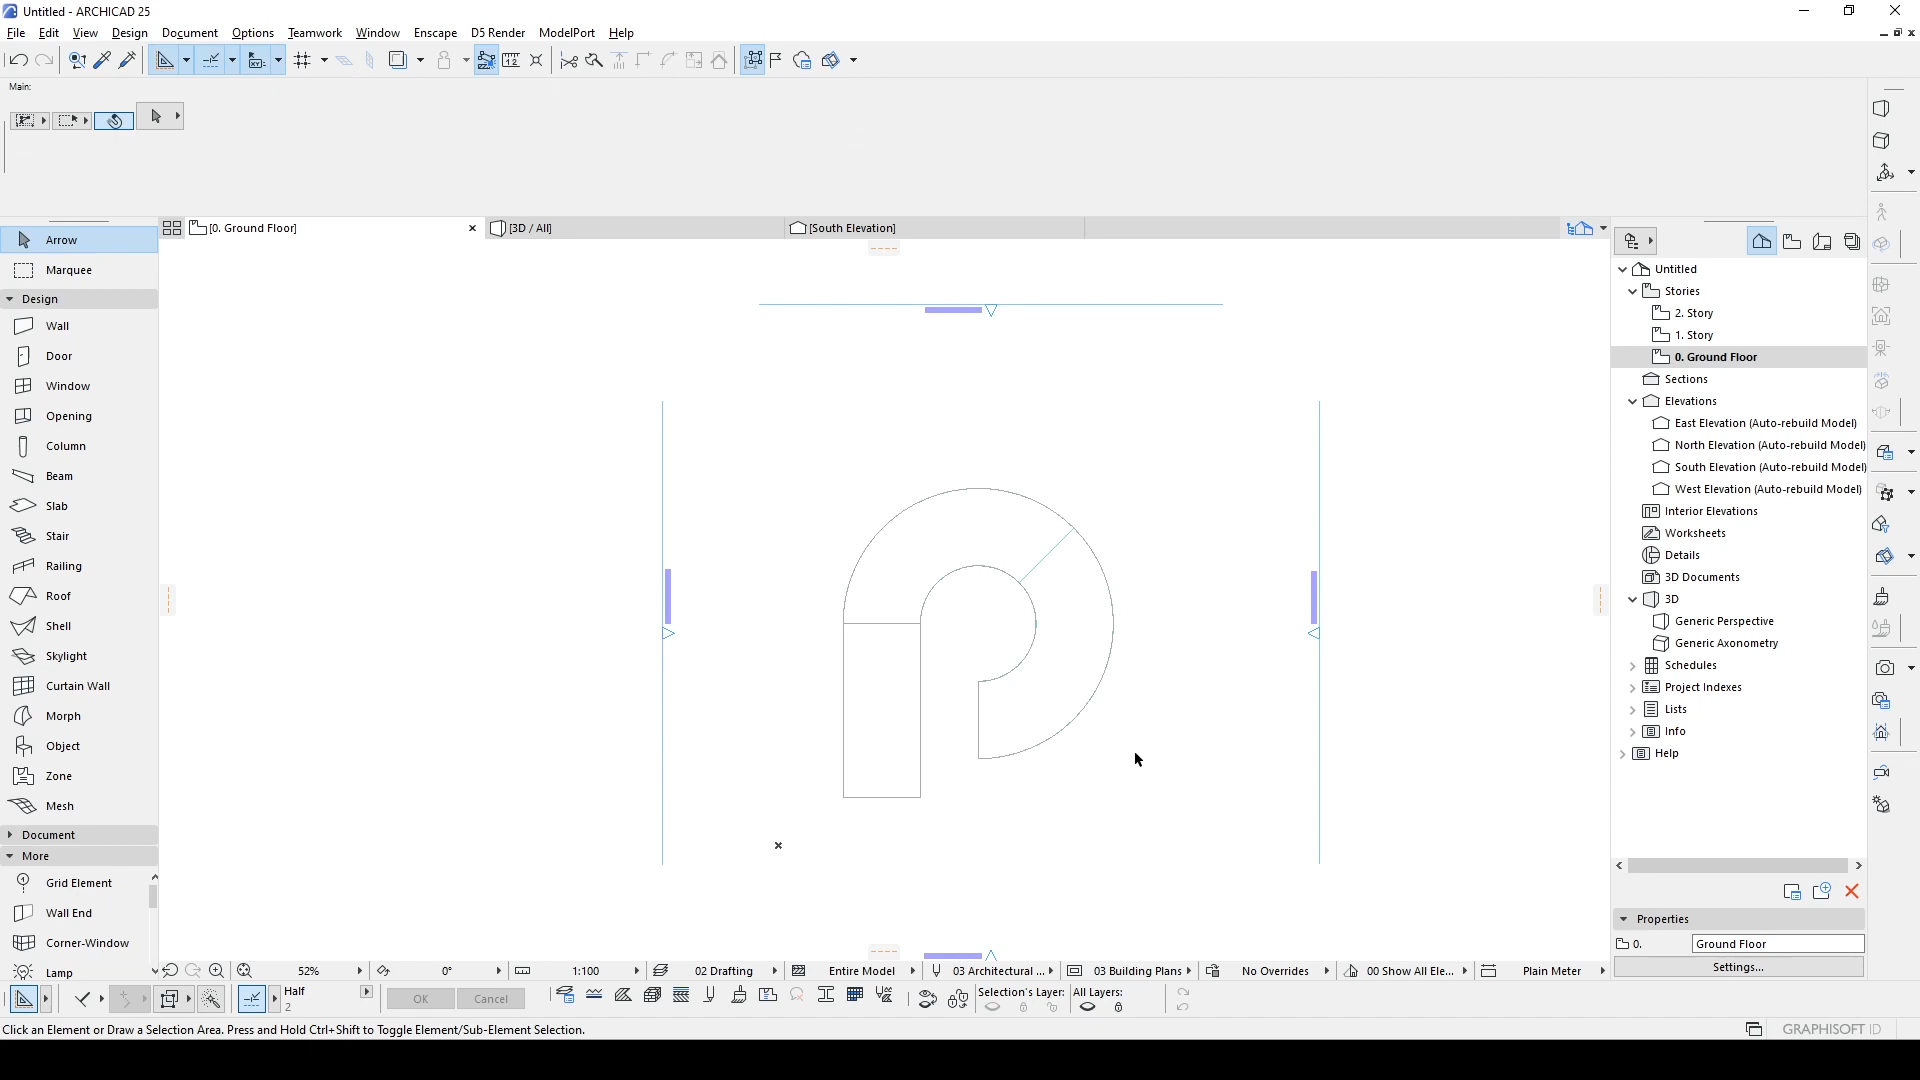 Untitled - ARCHICAD 25
File Edit View Design Document Options Teamwork Window Enscape D5 Render ModelPort Help
Main:
[0. Ground Floor]
[3D / All]
[South Elevation]
Arrow
Marquee
Design
Wall
Door
Window
Opening
Column
Beam
Slab
Stair
Railing
Roof
Shell
Skylight
Curtain Wall
Morph
Object
Zone
Mesh
Document
More
Grid Element
Wall End
Corner-Window
Lamp
Untitled
Stories
2. Story
1. Story
0. Ground Floor
Sections
Elevations
East Elevation (Auto-rebuild Model)
North Elevation (Auto-rebuild Model)
South Elevation (Auto-rebuild Model)
West Elevation (Auto-rebuild Model)
Interior Elevations
Worksheets
Details
3D Documents
3D
Generic Perspective
Generic Axonometry
Schedules
Project Indexes
Lists
Info
Help
Properties
0. Ground Floor
Settings...
52% 0° 1:100 02 Drafting Entire Model 03 Architectural ... 03 Building Plans No Overrides 00 Show All Ele... Plain Meter
Half
2
OK Cancel
Selection's Layer: All Layers:
Click an Element or Draw a Selection Area. Press and Hold Ctrl+Shift to Toggle Element/Sub-Element Selection.
GRAPHISOFT ID